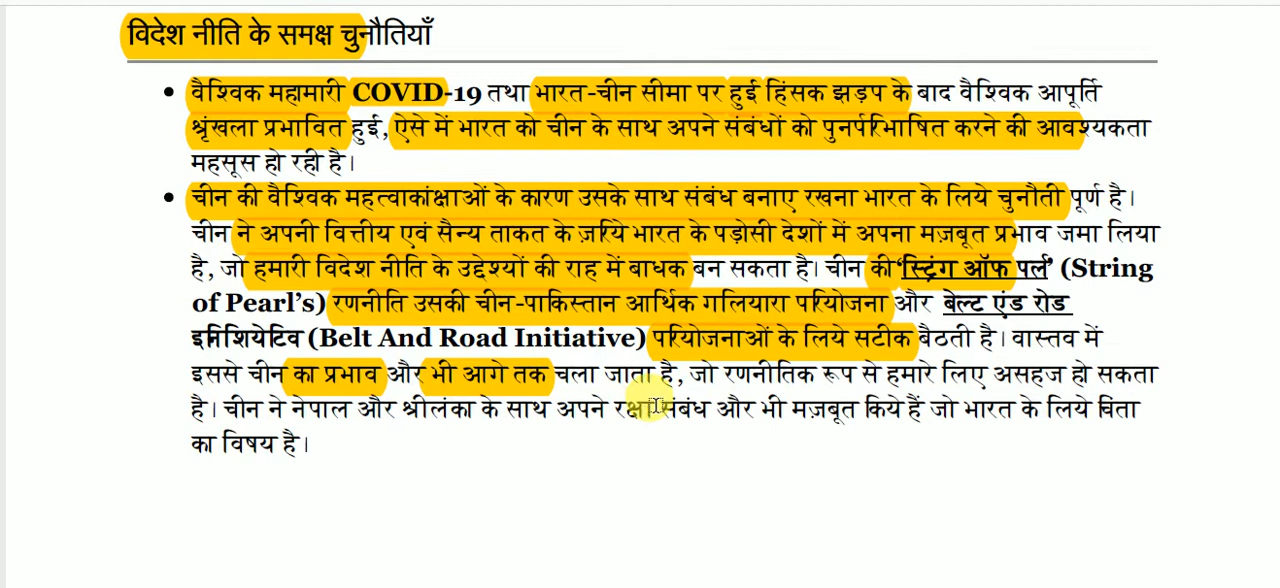 विदेश नीति के समक्ष चुनौतियाँ
वैश्विक महामारी COVID-19 तथा भारत-चीन सीमा पर हुई हिंसक झड़प के बाद वैश्विक आपूर्ति
श्रृंखला प्रभावित हुई, ऐसे में भारत को चीन के साथ अपने संबंधों को पुनर्परिभाषित करने की आवश्यकता
महसूस हो रही है।
चीन की वैश्विक महत्वाकांक्षाओं के कारण उसके साथ संबंध बनाए रखना भारत के लिये चुनौती पूर्ण है।
चीन ने अपनी वित्तीय एवं सैन्य ताकत के ज़रिये भारत के पड़ोसी देशों में अपना मज़बूत प्रभाव जमा लिया
है, जो हमारी विदेश नीति के उद्देश्यों की राह में बाधक बन सकता है। चीन की ‘स्ट्रिंग ऑफ पर्ल’ (String
of Pearl’s) रणनीति उसकी चीन-पाकिस्तान आर्थिक गलियारा परियोजना और बेल्ट एंड रोड
इनिशियेटिव (Belt And Road Initiative) परियोजनाओं के लिये सटीक बैठती है। वास्तव में
इससे चीन का प्रभाव और भी आगे तक चला जाता है, जो रणनीतिक रूप से हमारे लिए असहज हो सकता
है। चीन ने नेपाल और श्रीलंका के साथ अपने रक्षा संबंध और भी मज़बूत किये हैं जो भारत के लिये चिंता
का विषय है।